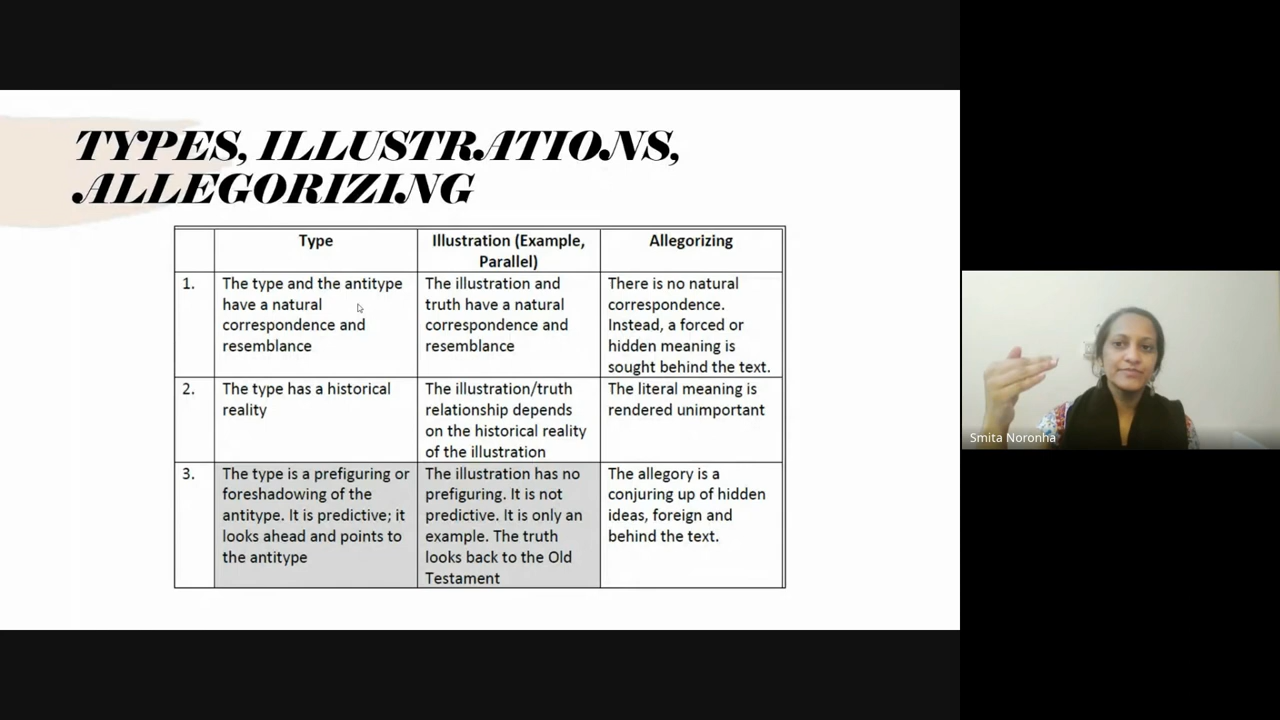 TYPES, ILLUSTRATIONS,
ALLEGORIZING
Type
Illustration (Example,
Parallel)
Allegorizing
1.
The type and the antitype
have a natural
correspondence and
resemblance
The illustration and
truth have a natural
correspondence and
resemblance
There is no natural
correspondence.
Instead, a forced or
hidden meaning is
sought behind the text.
2.
The type has a historical
reality
The illustration/truth
relationship depends
on the historical reality
of the illustration
The literal meaning is
rendered unimportant
3.
The type is a prefiguring or
foreshadowing of the
antitype. It is predictive; it
looks ahead and points to
the antitype
The illustration has no
prefiguring. It is not
predictive. It is only an
example. The truth
looks back to the Old
Testament
The allegory is a
conjuring up of hidden
ideas, foreign and
behind the text.
Smita Noronha